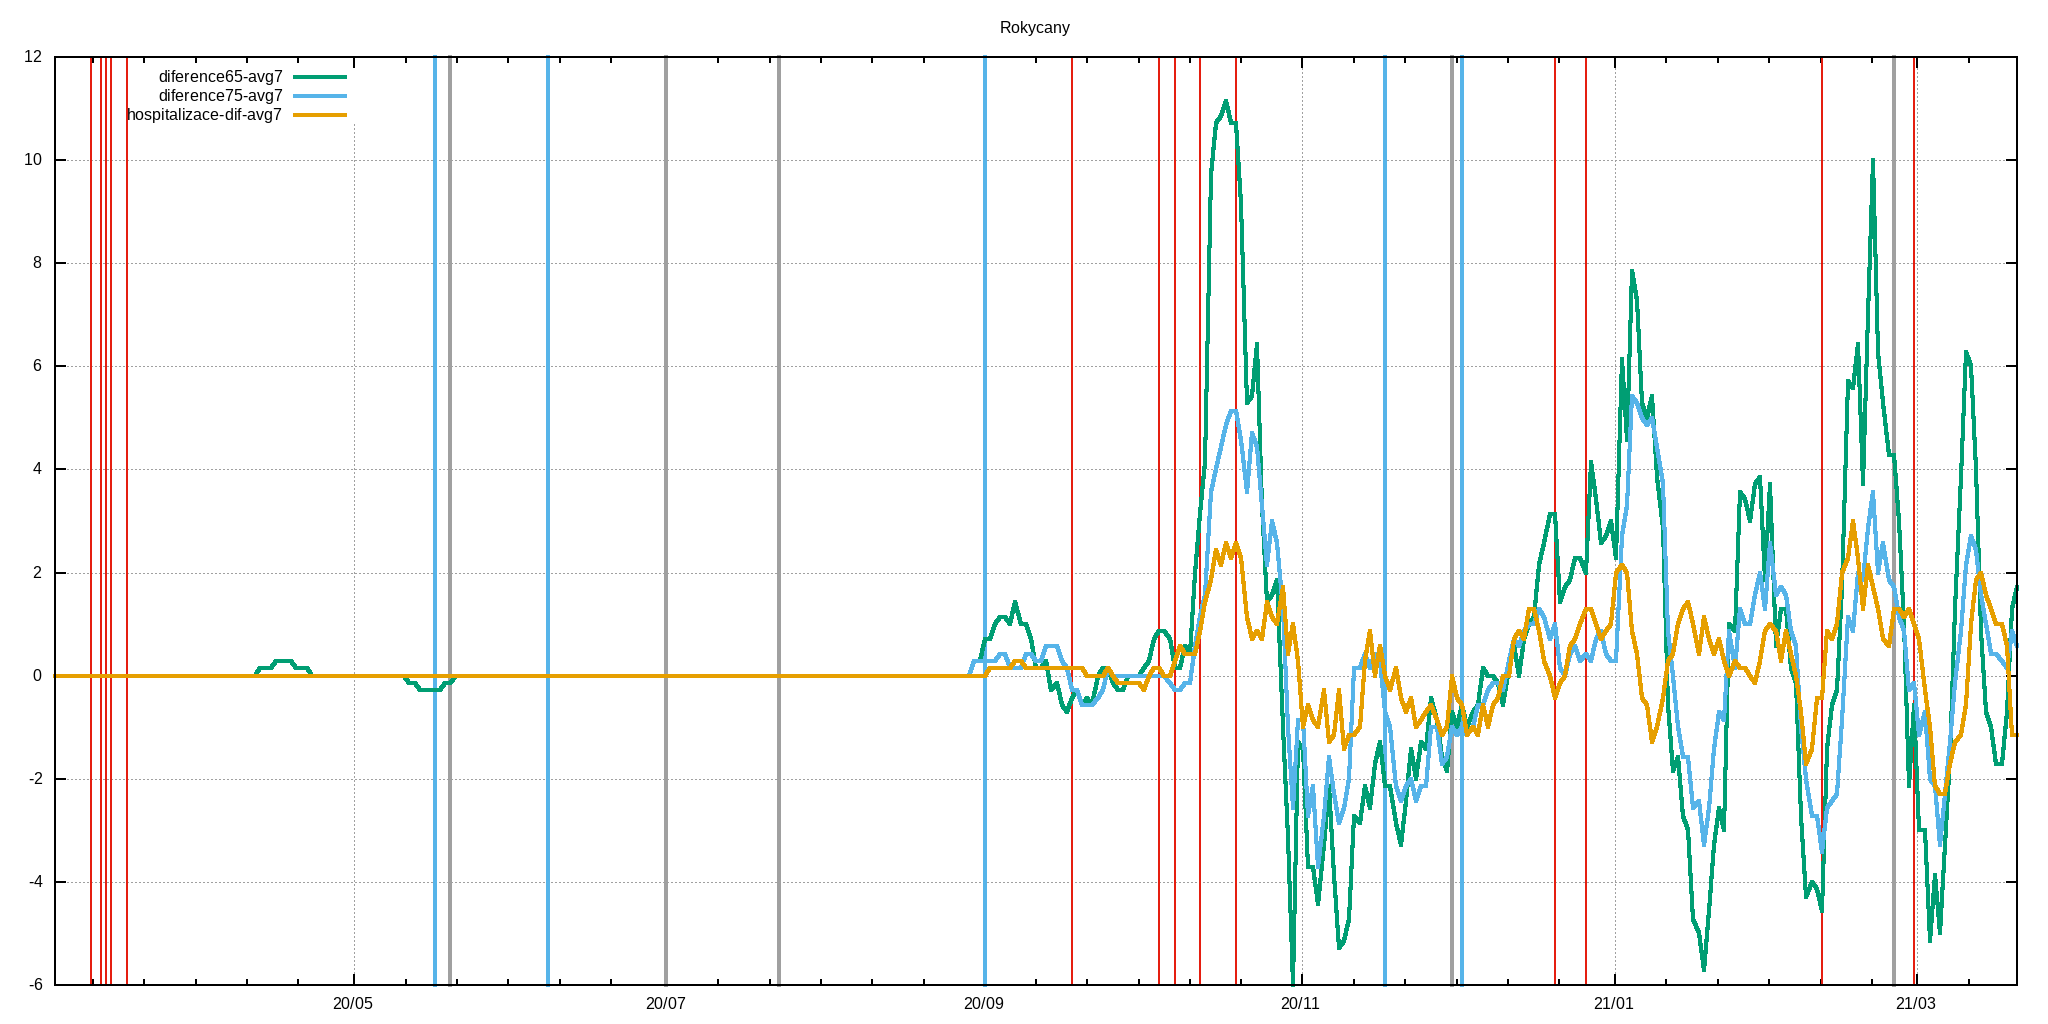 Rokycany
12
diference65-avg7
diference75-avg7
hospitalizace-dif-avg7
10
8
6
4
2
0
-2
-4
-6
20/05 20/07 20/09 20/11 21/01 21/03